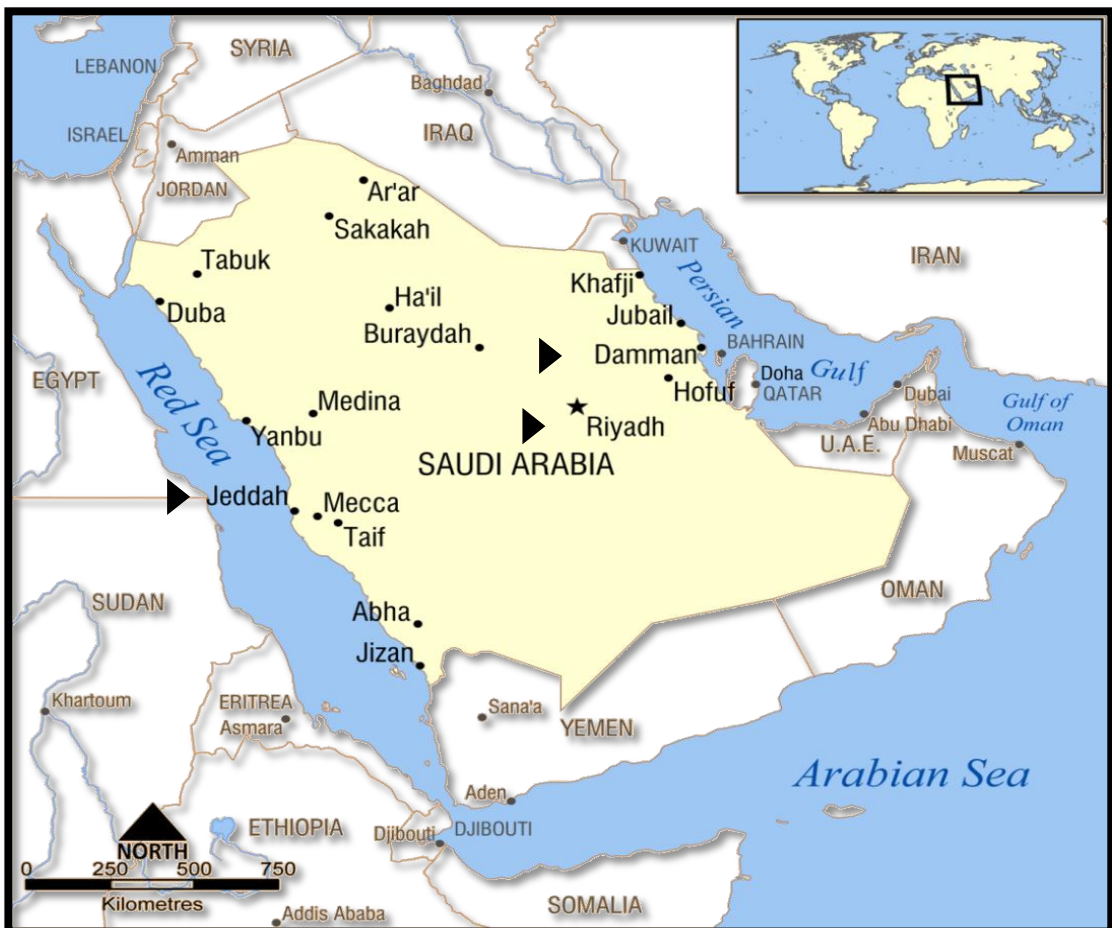 SYRIA
LEBANON
Baghdad
ISRAEL
IRAQ
Amman
JORDAN
Ar'ar
Sakakah
KUWAIT
IRAN
Tabuk
Khafji
Persian
Duba
Ha'il
Jubail
Buraydah
Damman
BAHRAIN
EGYPT
Red Sea
Doha
Gulf
Hofuf
QATAR
Dubai
Medina
Gulf of
Oman
Yanbu
Riyadh
Abu Dhabi
U.A.E.
Muscat
SAUDI ARABIA
Jeddah
Mecca
Taif
OMAN
SUDAN
Abha
Jizan
Khartoum
ERITREA
Asmara
Sana'a
YEMEN
Arabian Sea
Aden
ETHIOPIA
Djibouti
DJIBOUTI
NORTH
0 250 500 750
Kilometres
SOMALIA
Addis Ababa